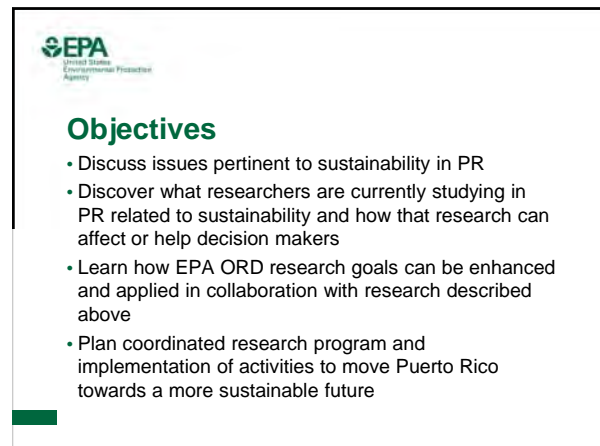 EPA
United States
Environmental Protection
Agency
Objectives
• Discuss issues pertinent to sustainability in PR
• Discover what researchers are currently studying in
PR related to sustainability and how that research can
affect or help decision makers
• Learn how EPA ORD research goals can be enhanced
and applied in collaboration with research described
above
• Plan coordinated research program and
implementation of activities to move Puerto Rico
towards a more sustainable future